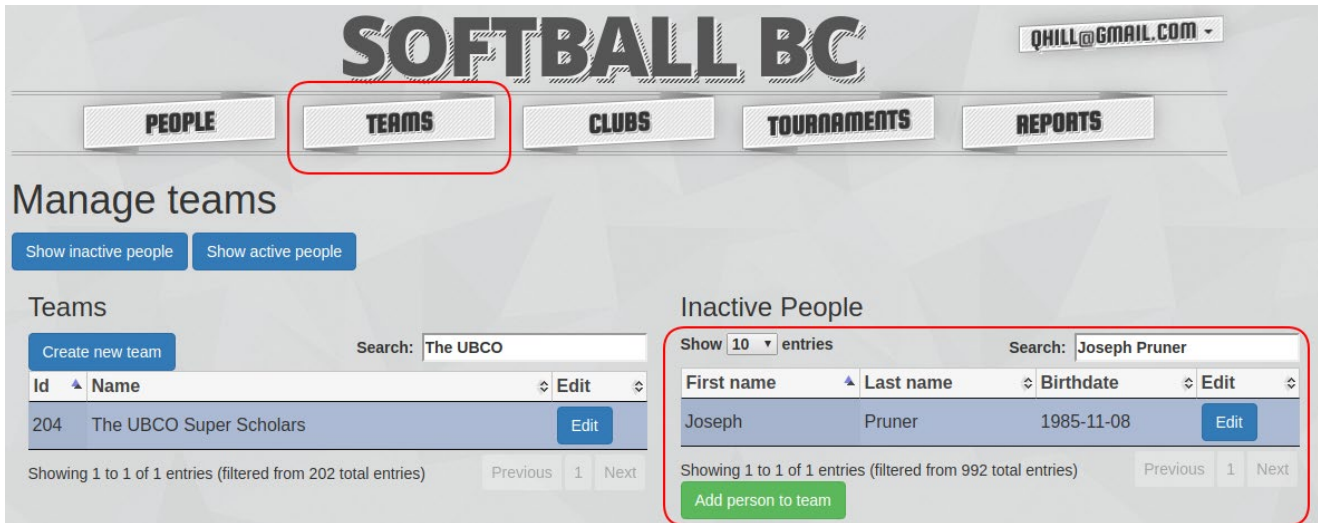 SOFTBALL BC
QHILL@GMAIL.COM
PEOPLE TEAMS CLUBS TOURNAMENTS REPORTS
Manage teams
Show inactive people Show active people
Teams
Create new team Search: The UBCO
Id Name Edit
204 The UBCO Super Scholars Edit
Showing 1 to 1 of 1 entries (filtered from 202 total entries) Previous 1 Next
Inactive People
Show 10 entries Search: Joseph Pruner
First name Last name Birthdate Edit
Joseph Pruner 1985-11-08 Edit
Showing 1 to 1 of 1 entries (filtered from 992 total entries) Previous 1 Next
Add person to team